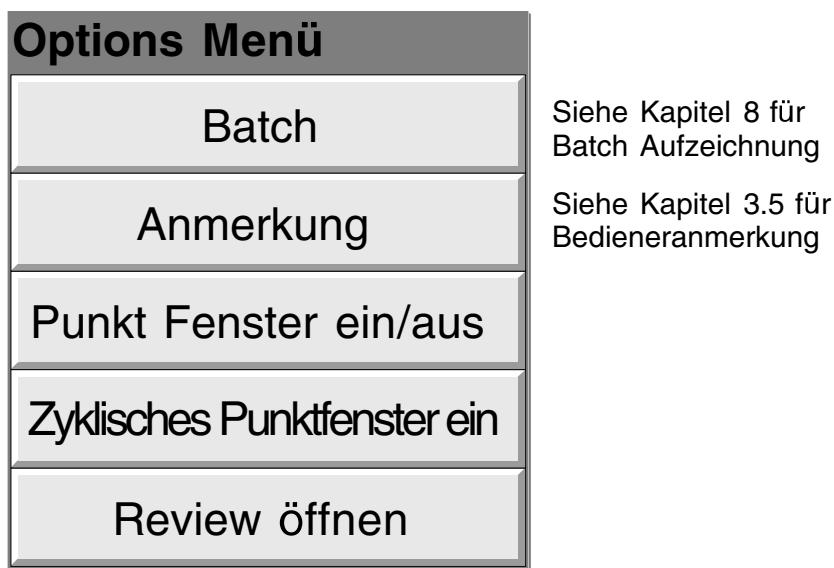 Options Menü
Batch
Siehe Kapitel 8 für
Batch Aufzeichnung
Anmerkung
Siehe Kapitel 3.5 für
Bedieneranmerkung
Punkt Fenster ein/aus
Zyklisches Punktfenster ein
Review öffnen